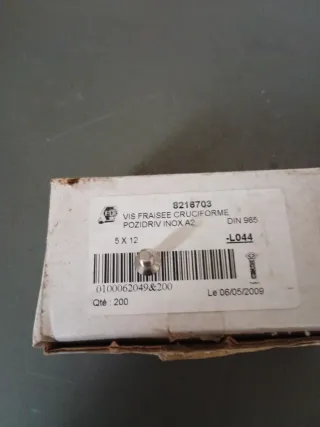 8216703
VIS FRAISEE CRUCIFORME
POZIDRIV INOX A2 DIN 965
5 X 12 -L044
0100062049&200
Qté : 200 Le 06/05/2009